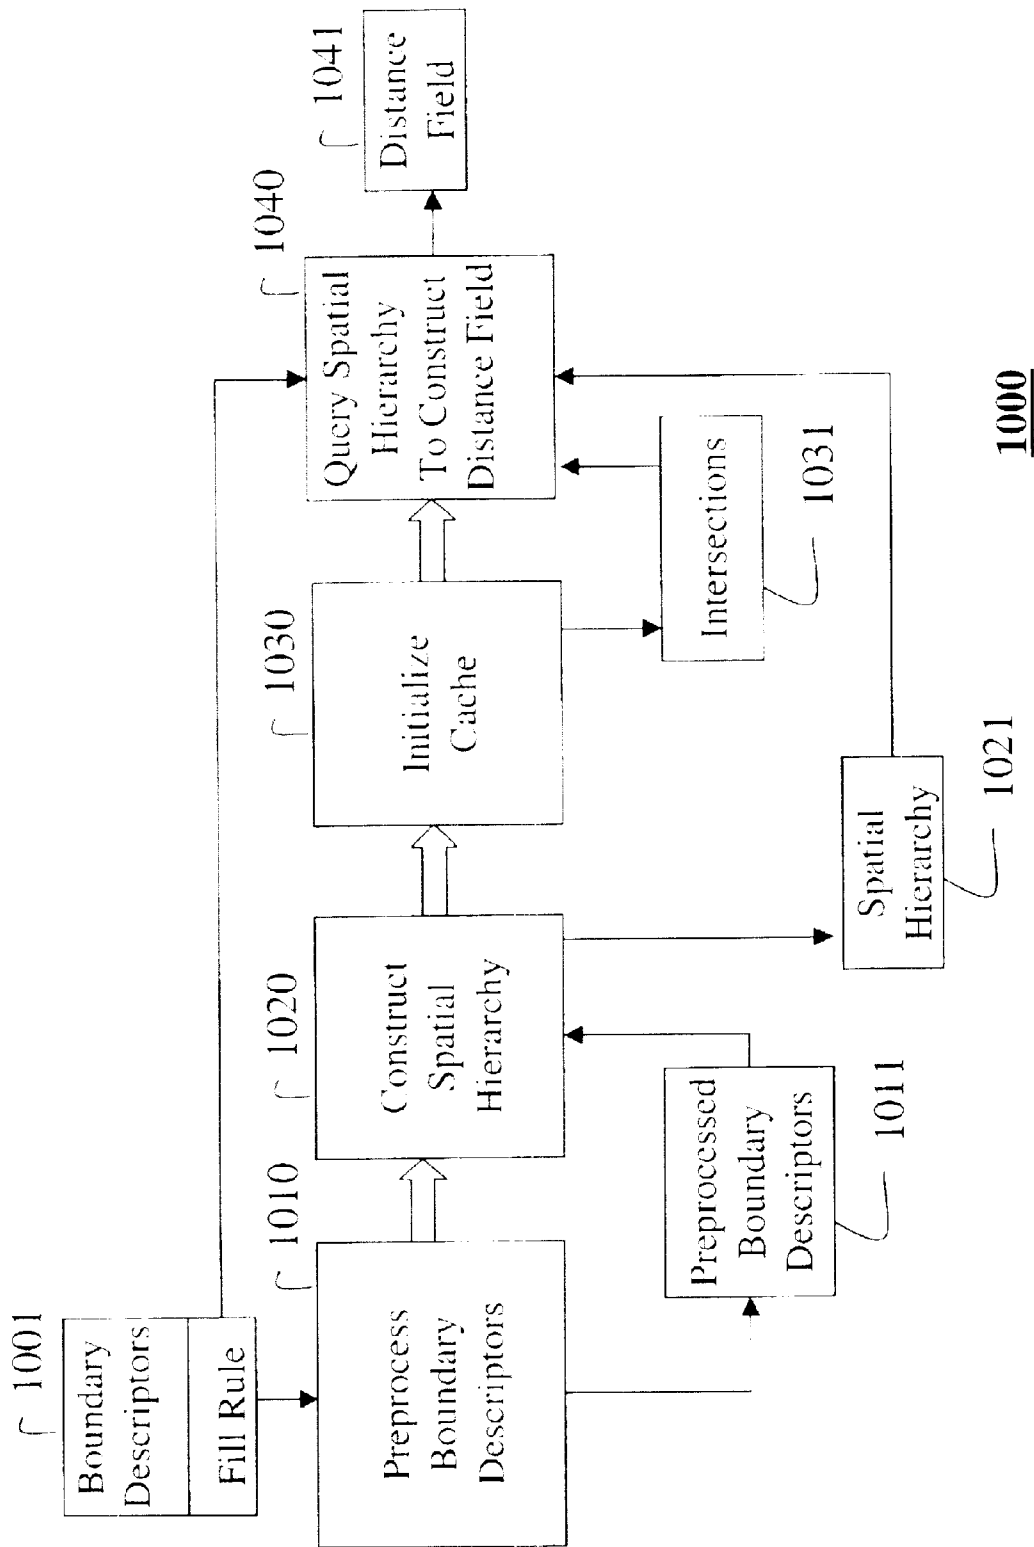 1001
Boundary
Descriptors
Fill Rule
1010
Preprocess
Boundary
Descriptors
1020
Construct
Spatial
Hierarchy
1030
Initialize
Cache
1040
Query Spatial
Hierarchy
To Construct
Distance Field
1041
Distance
Field
Preprocessed
Boundary
Descriptors
1011
Spatial
Hierarchy
1021
Intersections
1031
1000